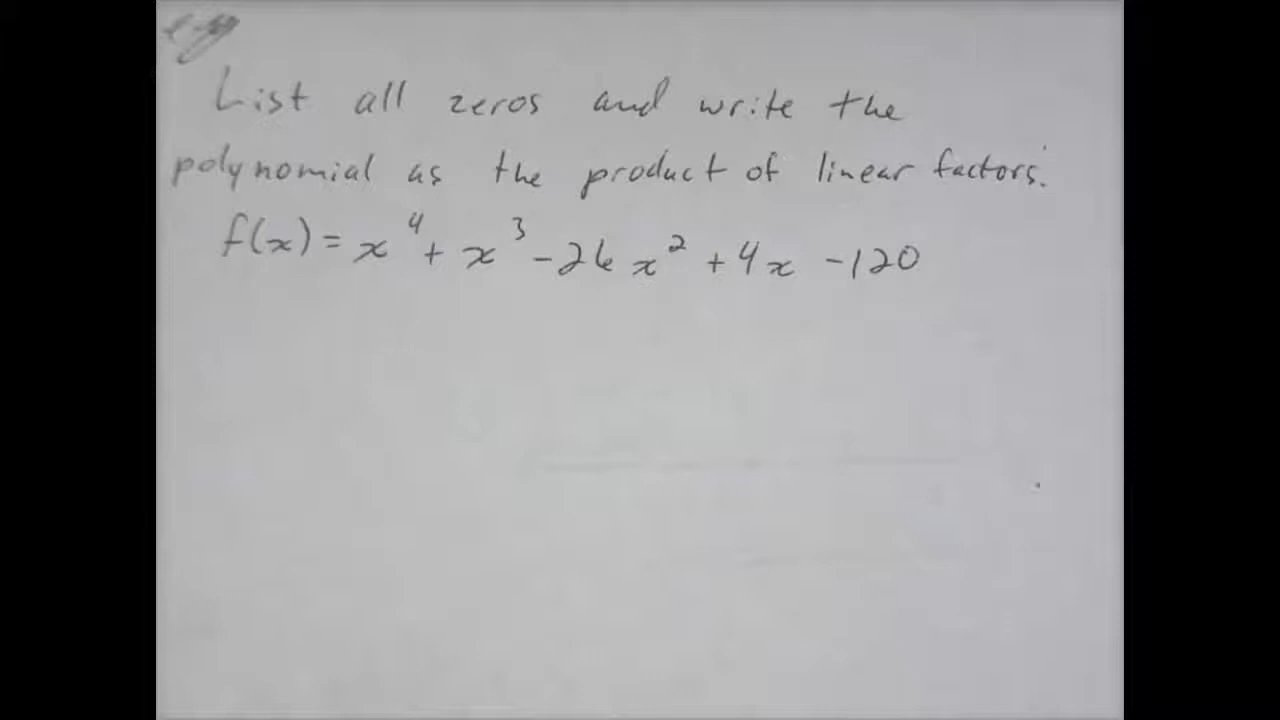 List all zeros and write the
polynomial as the product of linear factors.
f(x) = x⁴ + x³ - 26x² + 4x - 120